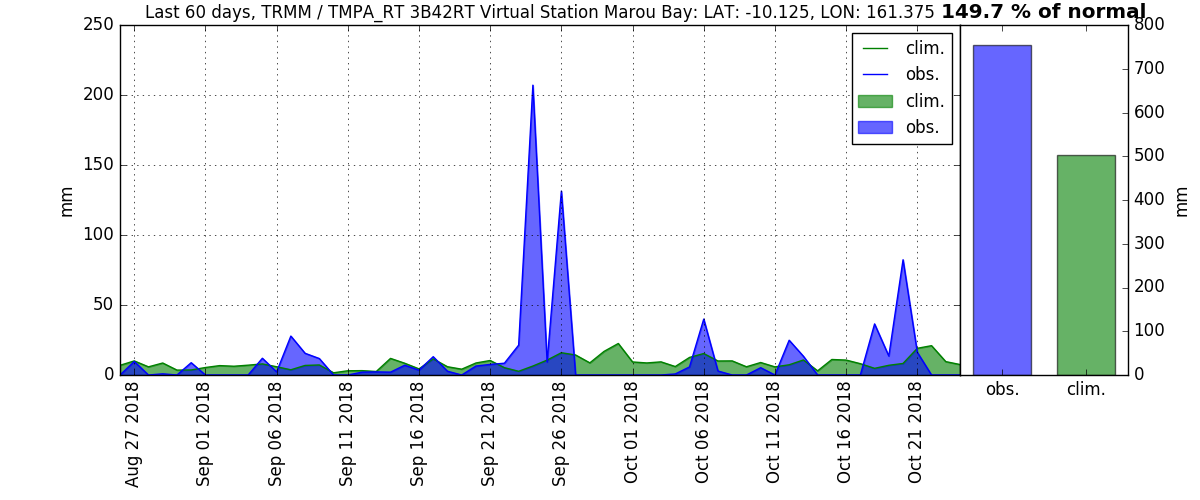 Last 60 days, TRMM / TMPA_RT 3B42RT Virtual Station Marou Bay: LAT: -10.125, LON: 161.375 149.7 % of normal
250
200
150
100
50
0
mm
clim.
obs.
clim.
obs.
800
700
600
500
400
300
200
100
0
mm
obs.
clim.
Aug 27 2018
Sep 01 2018
Sep 06 2018
Sep 11 2018
Sep 16 2018
Sep 21 2018
Sep 26 2018
Oct 01 2018
Oct 06 2018
Oct 11 2018
Oct 16 2018
Oct 21 2018